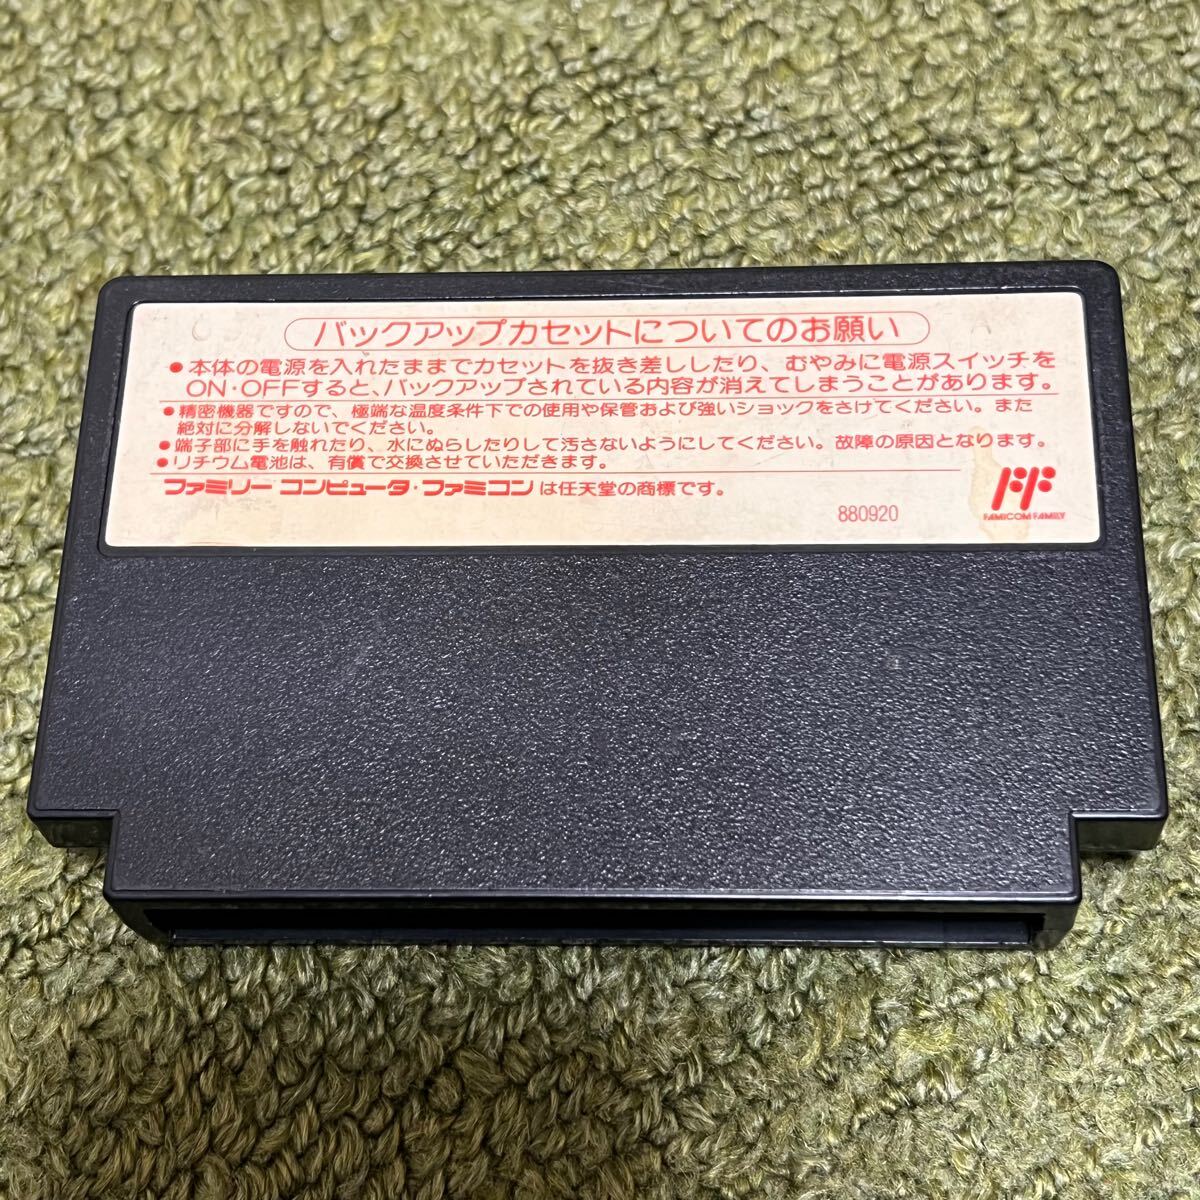 バックアップカセットについてのお願い
●本体の電源を入れたままでカセットを抜き差ししたり、むやみに電源スイッチを
ON・OFFすると、バックアップされている内容が消えてしまうことがあります。
●精密機器ですので、極端な温度条件下での使用や保管および強いショックをさけてください。また
絶対に分解しないでください。
●端子部に手を触れたり、水にぬらしたりして汚さないようにしてください。故障の原因となります。
●リチウム電池は、有償で交換させていただきます。
ファミリーコンピュータ・ファミコンは任天堂の商標です。
880920
FF
FAMICOM FAMILY